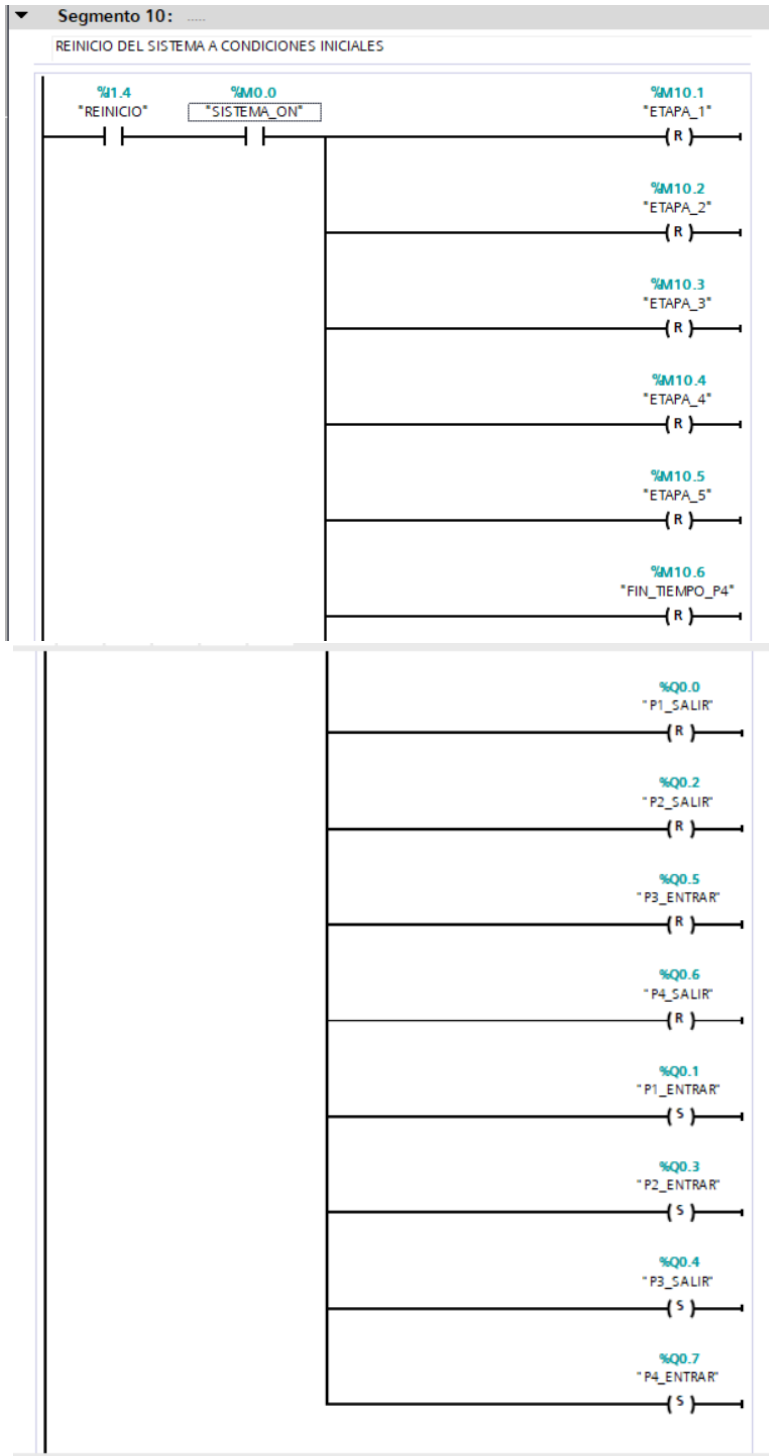 Segmento 10: .....
REINICIO DEL SISTEMA A CONDICIONES INICIALES
%I1.4 %M0.0 %M10.1
"REINICIO" "SISTEMA_ON" "ETAPA_1"
R
%M10.2
"ETAPA_2"
R
%M10.3
"ETAPA_3"
R
%M10.4
"ETAPA_4"
R
%M10.5
"ETAPA_5"
R
%M10.6
"FIN_TIEMPO_P4"
R
%Q0.0
"P1_SALIR"
R
%Q0.2
"P2_SALIR"
R
%Q0.5
"P3_ENTRAR"
R
%Q0.6
"P4_SALIR"
R
%Q0.1
"P1_ENTRAR"
S
%Q0.3
"P2_ENTRAR"
S
%Q0.4
"P3_SALIR"
S
%Q0.7
"P4_ENTRAR"
S